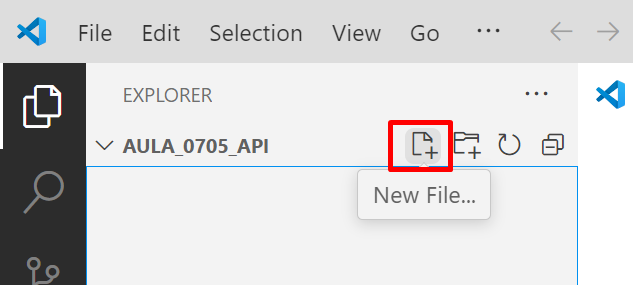 File Edit Selection View Go ···
EXPLORER ···
AULA_0705_API
New File...